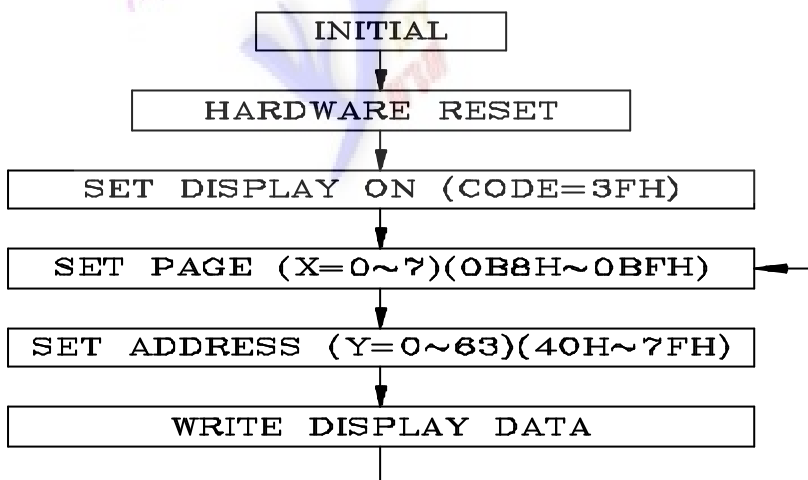 INITIAL
HARDWARE RESET
SET DISPLAY ON (CODE=3FH)
SET PAGE (X=0~7)(0B8H~0BFH)
SET ADDRESS (Y=0~63)(40H~7FH)
WRITE DISPLAY DATA